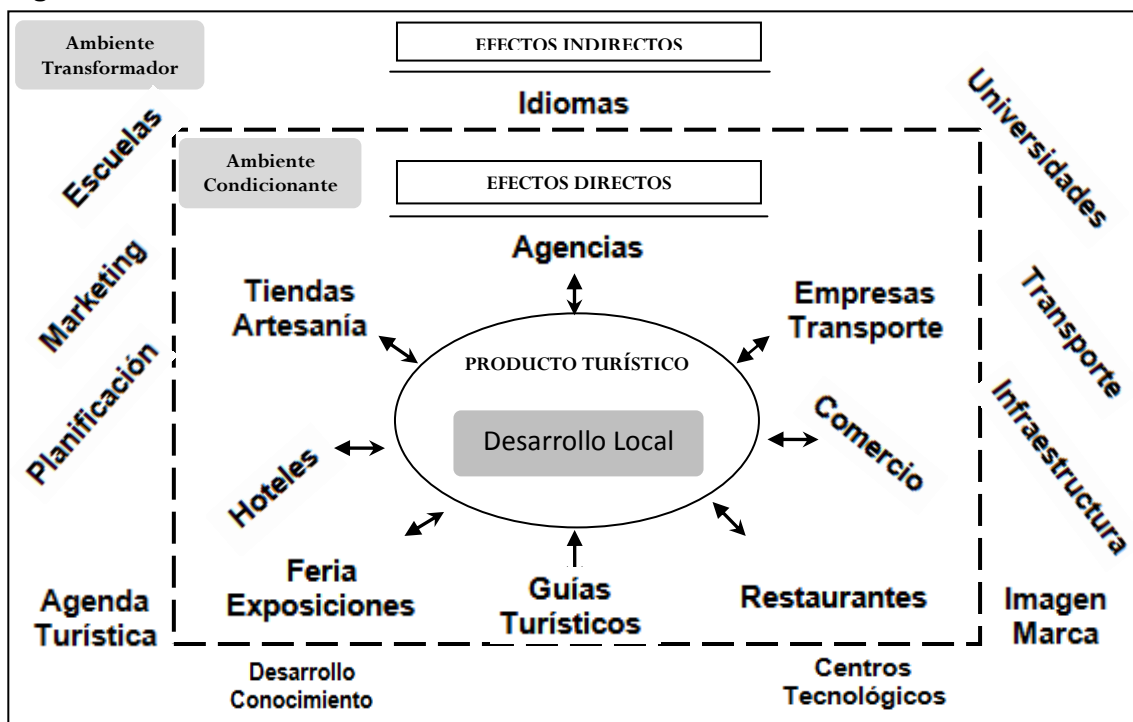 Ambiente
Transformador
EFECTOS INDIRECTOS
Idiomas
Escuelas
Universidades
Ambiente
Condicionante
EFECTOS DIRECTOS
Agencias
Marketing
Tiendas
Artesanía
Empresas
Transporte
Transporte
PRODUCTO TURÍSTICO
Desarrollo Local
Planificación
Hoteles
Comercio
Infraestructura
Feria
Exposiciones
Guías
Turísticos
Restaurantes
Agenda
Turística
Imagen
Marca
Desarrollo
Conocimiento
Centros
Tecnológicos